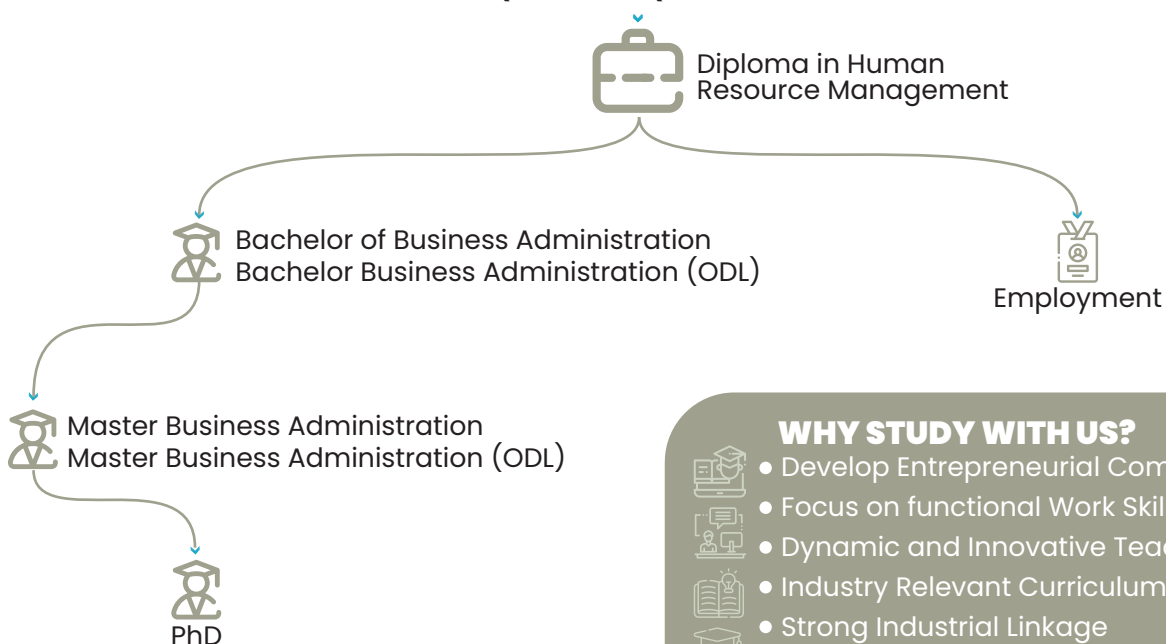 Diploma in Human
Resource Management
Bachelor of Business Administration
Bachelor Business Administration (ODL)
Employment
Master Business Administration
Master Business Administration (ODL)
PhD
WHY STUDY WITH US?
● Develop Entrepreneurial
● Focus on functional Work
● Dynamic and Innovative
● Industry Relevant Curriculum
● Strong Industrial Linkage